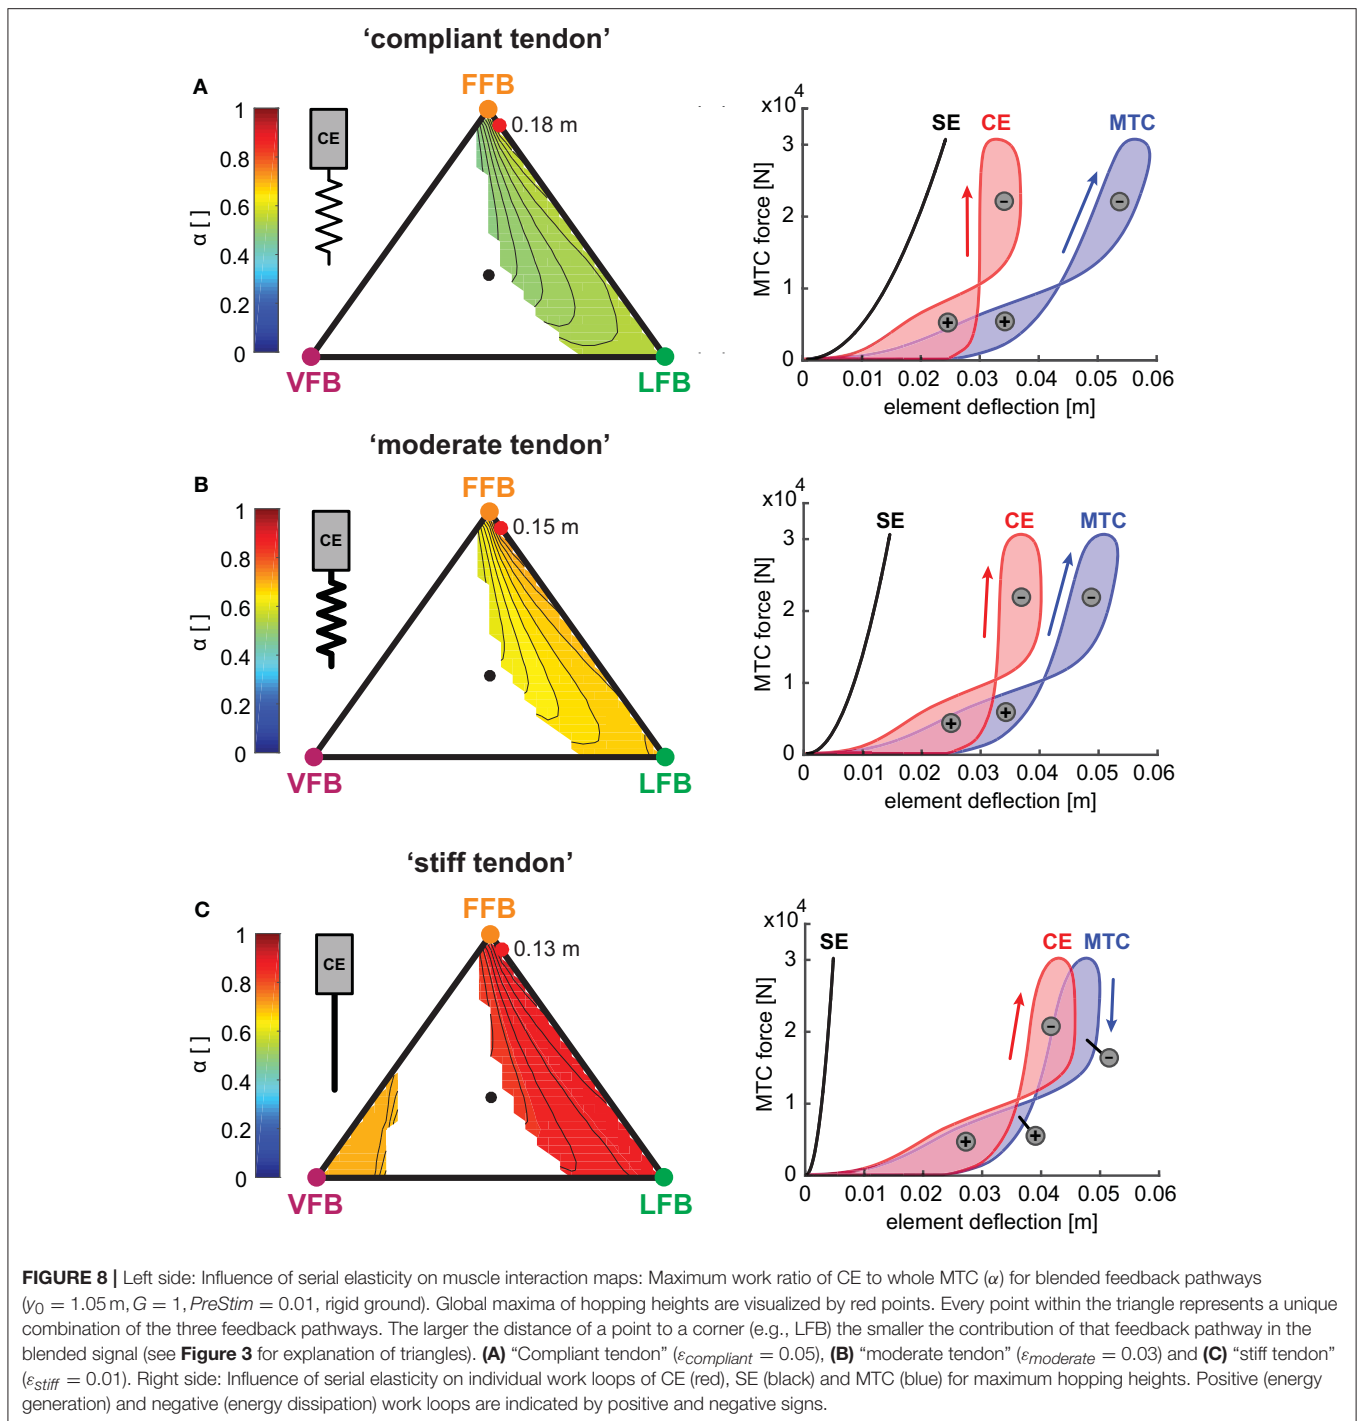 'compliant tendon'
A
FFB
0.18 m
1
0.8
0.6
0.4
0.2
0
α [ ]
CE
VFB
LFB
x10⁴
SE
CE
MTC
3
2
1
0
MTC force [N]
−
−
+
+
0 0.01 0.02 0.03 0.04 0.05 0.06
element deflection [m]
'moderate tendon'
B
FFB
0.15 m
1
0.8
0.6
0.4
0.2
0
α [ ]
CE
VFB
LFB
x10⁴
SE
CE
MTC
3
2
1
0
MTC force [N]
−
−
+
+
0 0.01 0.02 0.03 0.04 0.05 0.06
element deflection [m]
'stiff tendon'
C
FFB
0.13 m
1
0.8
0.6
0.4
0.2
0
α [ ]
CE
VFB
LFB
x10⁴
SE
CE
MTC
3
2
1
0
MTC force [N]
−
−
+
+
0 0.01 0.02 0.03 0.04 0.05 0.06
element deflection [m]
FIGURE 8 | Left side: Influence of serial elasticity on muscle interaction maps: Maximum work ratio of CE to whole MTC (α) for blended feedback pathways
(y₀ = 1.05 m, G = 1, PreStim = 0.01, rigid ground). Global maxima of hopping heights are visualized by red points. Every point within the triangle represents a unique
combination of the three feedback pathways. The larger the distance of a point to a corner (e.g., LFB) the smaller the contribution of that feedback pathway in the
blended signal (see Figure 3 for explanation of triangles). (A) “Compliant tendon” (εcompliant = 0.05), (B) “moderate tendon” (εmoderate = 0.03) and (C) “stiff tendon”
(εstiff = 0.01). Right side: Influence of serial elasticity on individual work loops of CE (red), SE (black) and MTC (blue) for maximum hopping heights. Positive (energy
generation) and negative (energy dissipation) work loops are indicated by positive and negative signs.